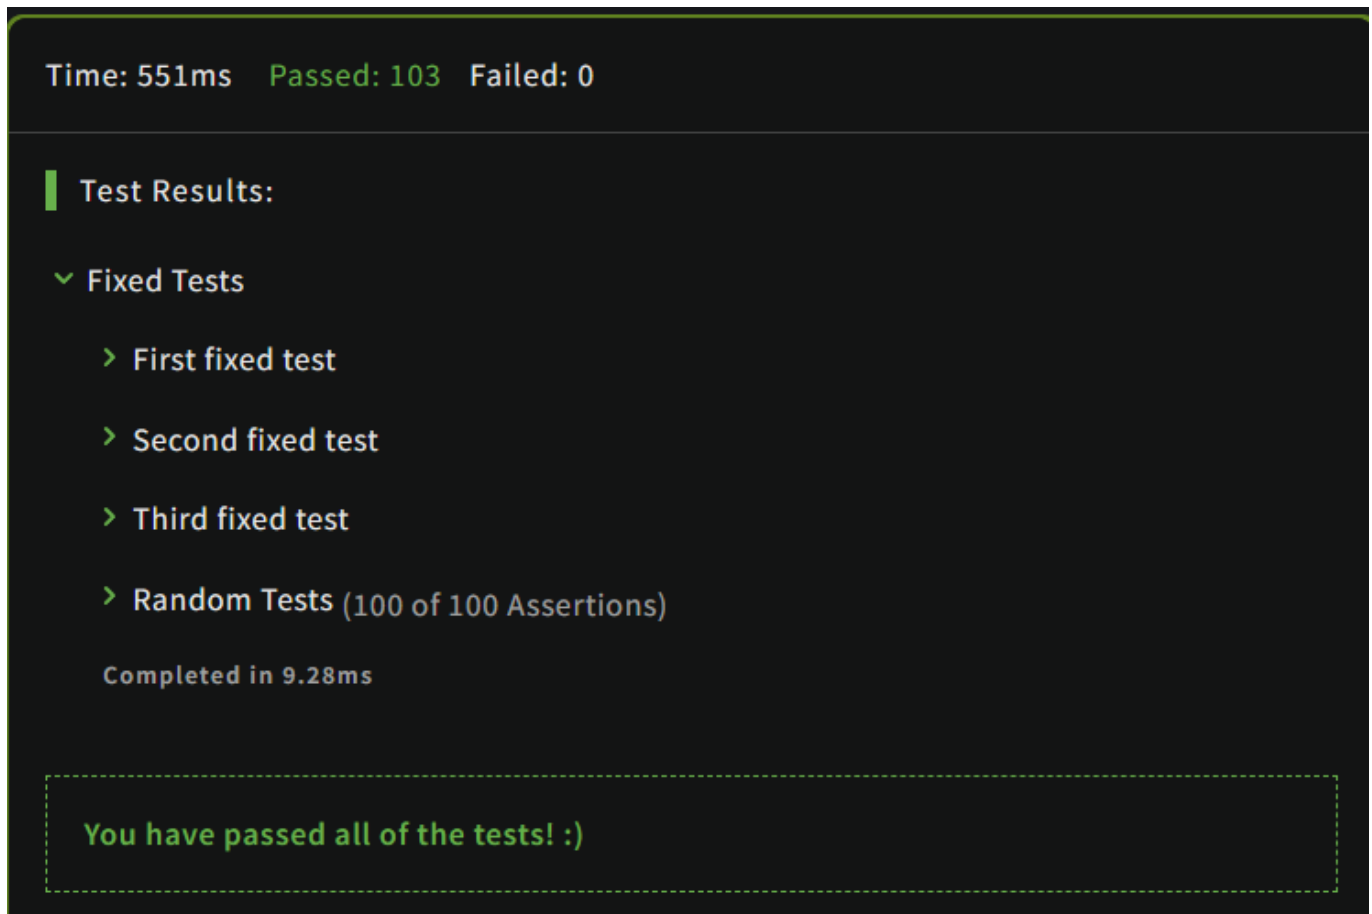 Time: 551ms Passed: 103 Failed: 0
Test Results:
Fixed Tests
First fixed test
Second fixed test
Third fixed test
Random Tests (100 of 100 Assertions)
Completed in 9.28ms
You have passed all of the tests! :)